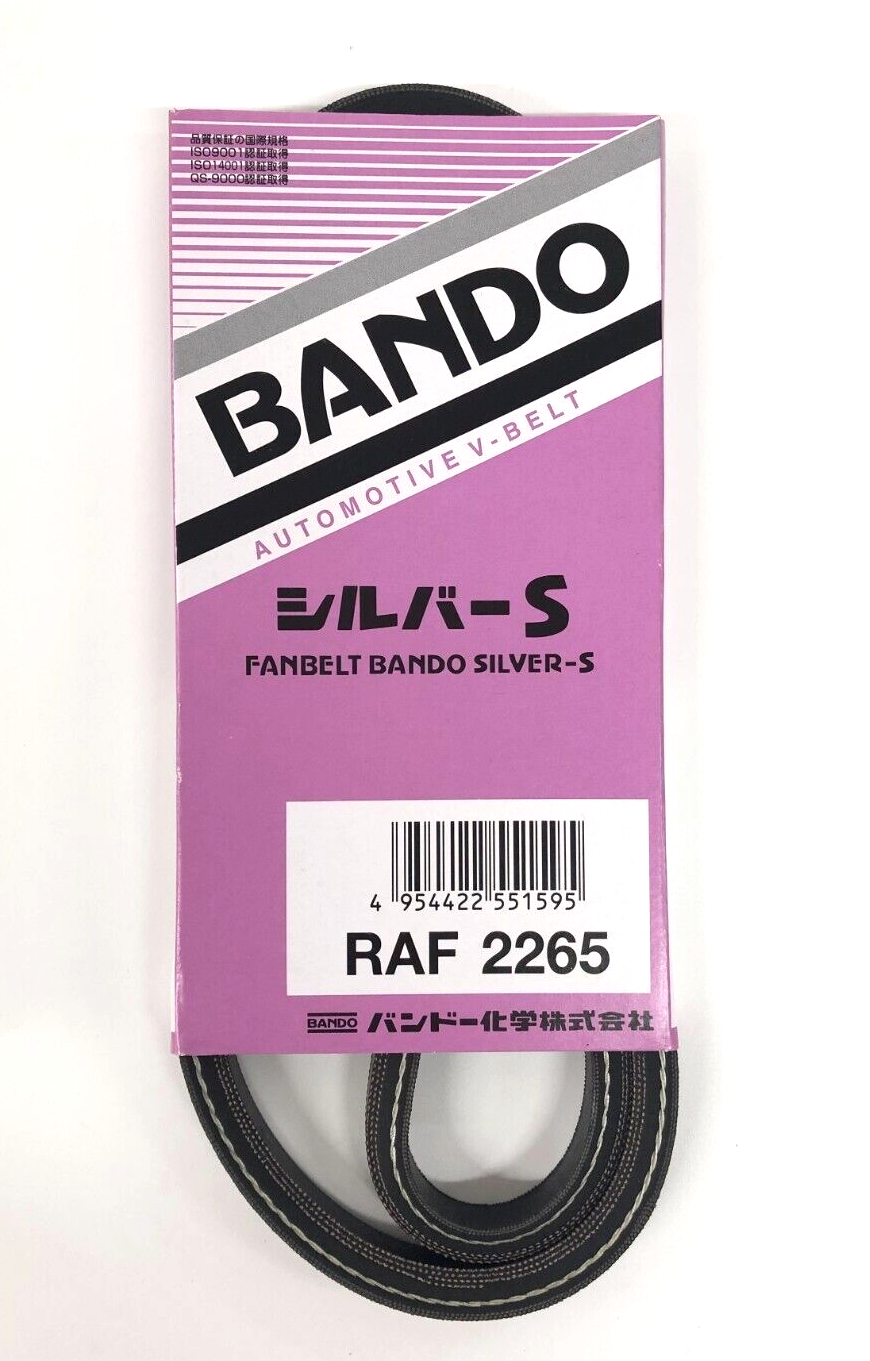 品質保証の国際規格
ISO9001認証取得
ISO14001認証取得
QS-9000認証取得
BANDO
AUTOMOTIVE V-BELT
シルバーS
FANBELT BANDO SILVER-S
4 954422 551595
RAF 2265
BANDO バンドー化学株式会社